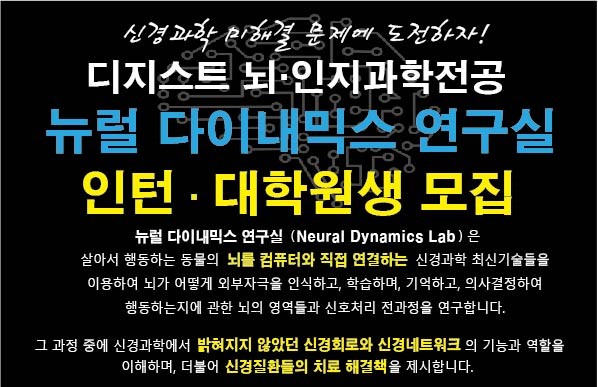 신경과학 미해결 문제에 도전하자!
디지스트 뇌·인지과학전공
뉴럴 다이내믹스 연구실
인턴 · 대학원생 모집
뉴럴 다이내믹스 연구실 (Neural Dynamics Lab) 은
살아서 행동하는 동물의 뇌를 컴퓨터와 직접 연결하는 신경과학 최신기술들을
이용하여 뇌가 어떻게 외부자극을 인식하고, 학습하며, 기억하고, 의사결정하여
행동하는지에 관한 뇌의 영역들과 신호처리 전과정을 연구합니다.
그 과정 중에 신경과학에서 밝혀지지 않았던 신경회로와 신경네트워크 의 기능과 역할을
이해하며, 더불어 신경질환들의 치료 해결책을 제시합니다.